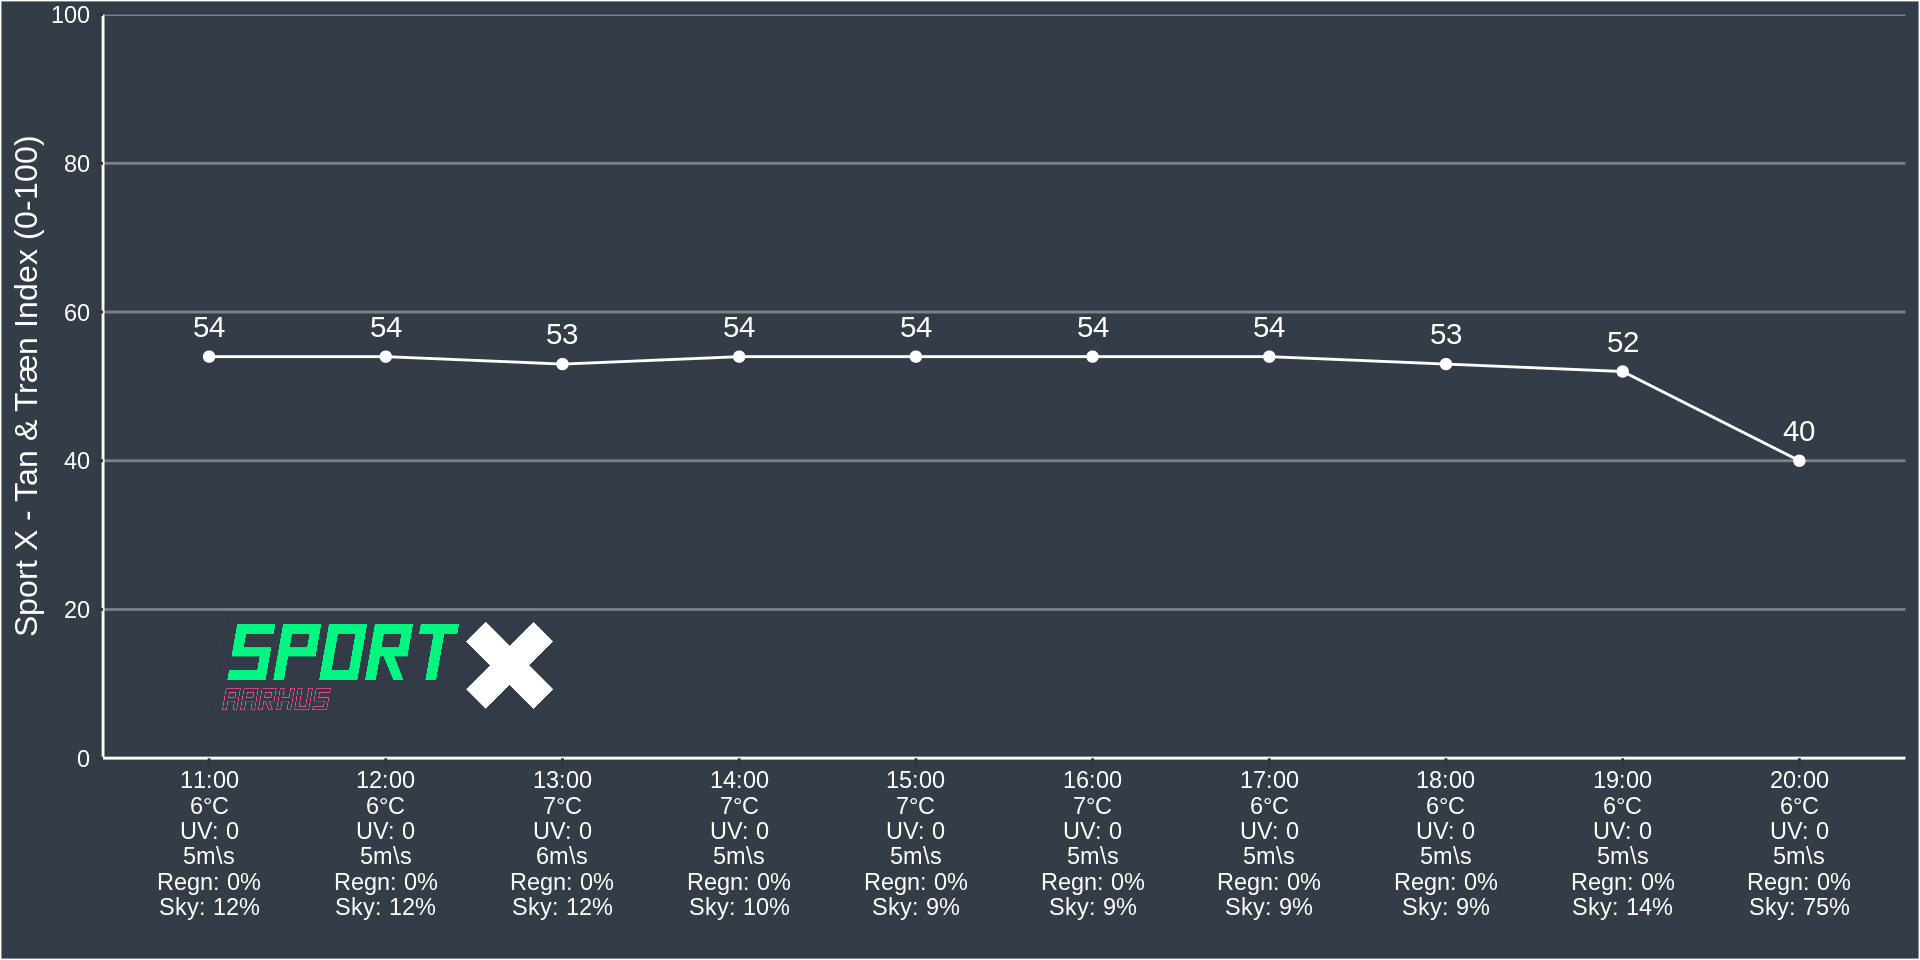 Sport X - Tan & Træn Index (0-100)
100
80
60
40
20
0
54 54 53 54 54 54 54 53 52 40
SPORT X
AARHUS
11:00 12:00 13:00 14:00 15:00 16:00 17:00 18:00 19:00 20:00
6°C 6°C 7°C 7°C 7°C 7°C 6°C 6°C 6°C 6°C
UV: 0 UV: 0 UV: 0 UV: 0 UV: 0 UV: 0 UV: 0 UV: 0 UV: 0 UV: 0
5m\s 5m\s 6m\s 5m\s 5m\s 5m\s 5m\s 5m\s 5m\s 5m\s
Regn: 0% Regn: 0% Regn: 0% Regn: 0% Regn: 0% Regn: 0% Regn: 0% Regn: 0% Regn: 0% Regn: 0%
Sky: 12% Sky: 12% Sky: 12% Sky: 10% Sky: 9% Sky: 9% Sky: 9% Sky: 9% Sky: 14% Sky: 75%